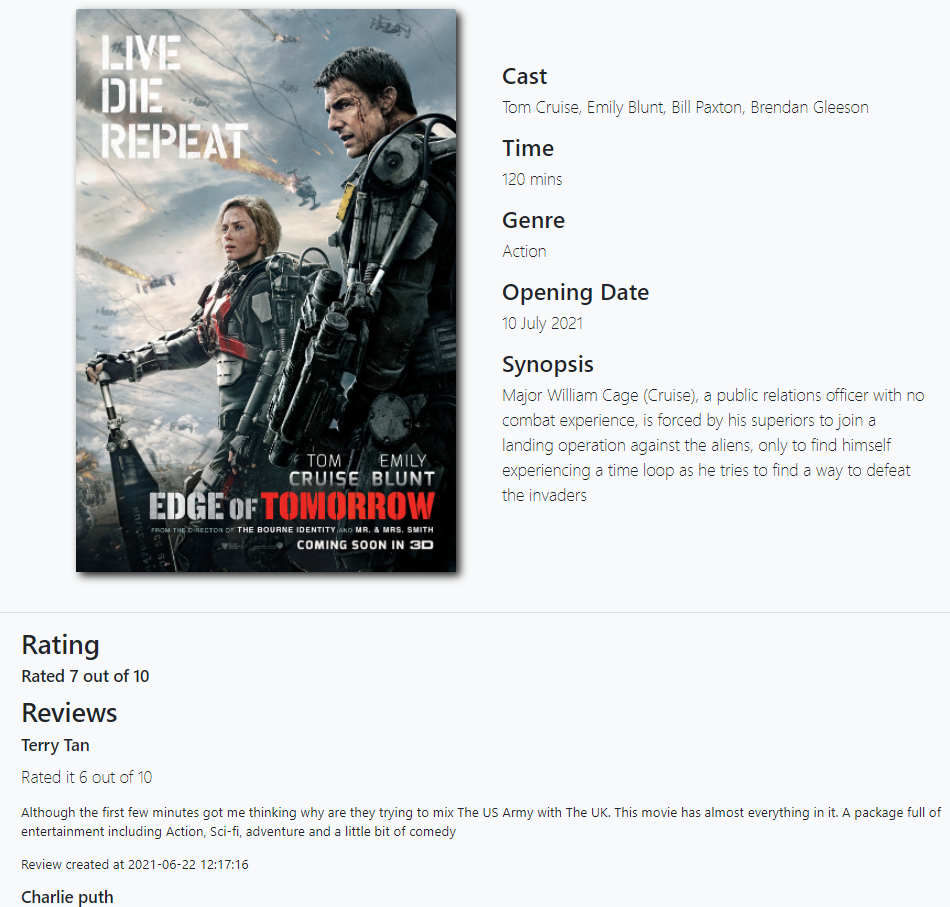 LIVE
DIE
REPEAT
TOM EMILY
CRUISE BLUNT
EDGE OF TOMORROW
FROM THE DIRECTOR OF THE BOURNE IDENTITY AND MR. & MRS. SMITH
COMING SOON IN 3D
Cast
Tom Cruise, Emily Blunt, Bill Paxton, Brendan Gleeson
Time
120 mins
Genre
Action
Opening Date
10 July 2021
Synopsis
Major William Cage (Cruise), a public relations officer with no
combat experience, is forced by his superiors to join a
landing operation against the aliens, only to find himself
experiencing a time loop as he tries to find a way to defeat
the invaders
Rating
Rated 7 out of 10
Reviews
Terry Tan
Rated it 6 out of 10
Although the first few minutes got me thinking why are they trying to mix The US Army with The UK. This movie has almost everything in it. A package full of
entertainment including Action, Sci-fi, adventure and a little bit of comedy
Review created at 2021-06-22 12:17:16
Charlie puth